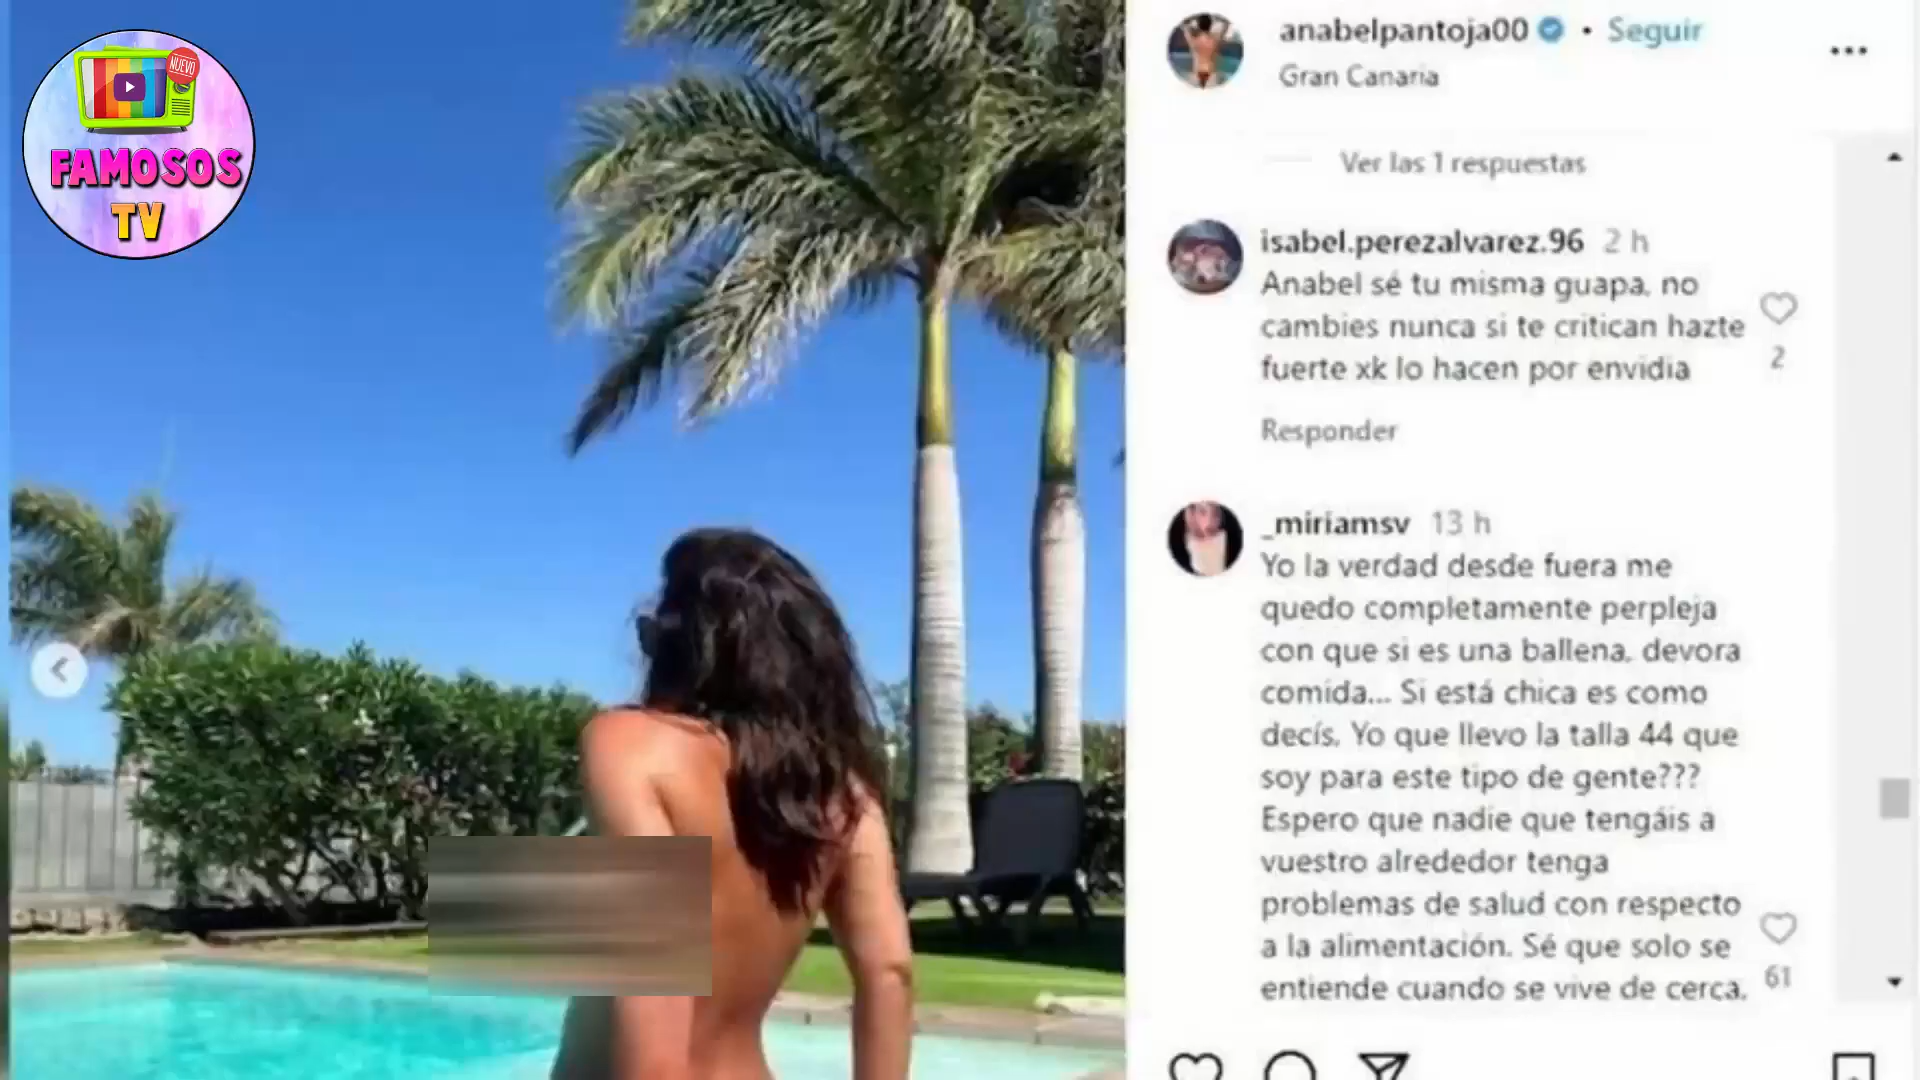 NUEVO
FAMOSOS
TV
anabelpantoja00 • Seguir
Gran Canaria
Ver las 1 respuestas
isabel.perezalvarez.96 2 h
Anabel sé tu misma guapa, no
cambies nunca si te critican hazte
fuerte xk lo hacen por envidia
2
Responder
_miriamsv 13 h
Yo la verdad desde fuera me
quedo completamente perpleja
con que si es una ballena, devora
comida... Si está chica es como
decís. Yo que llevo la talla 44 que
soy para este tipo de gente???
Espero que nadie que tengáis a
vuestro alrededor tenga
problemas de salud con respecto
a la alimentación. Sé que solo se
entiende cuando se vive de cerca.
61